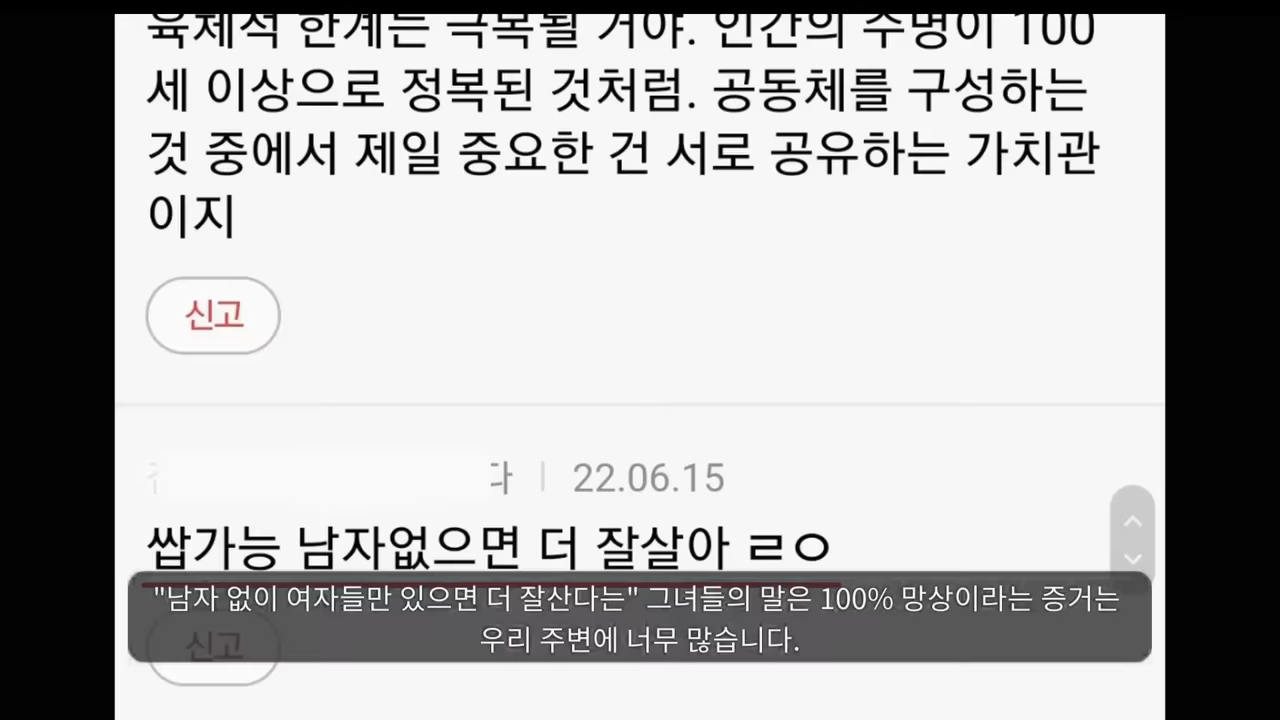 육체적 한계는 극복될 거야. 인간의 수명이 100
세 이상으로 정복된 것처럼. 공동체를 구성하는
것 중에서 제일 중요한 건 서로 공유하는 가치관
이지
신고
다 | 22.06.15
쌉가능 남자없으면 더 잘살아 ㄹㅇ
"남자 없이 여자들만 있으면 더 잘산다는" 그녀들의 말은 100% 망상이라는 증거는
우리 주변에 너무 많습니다.
신고